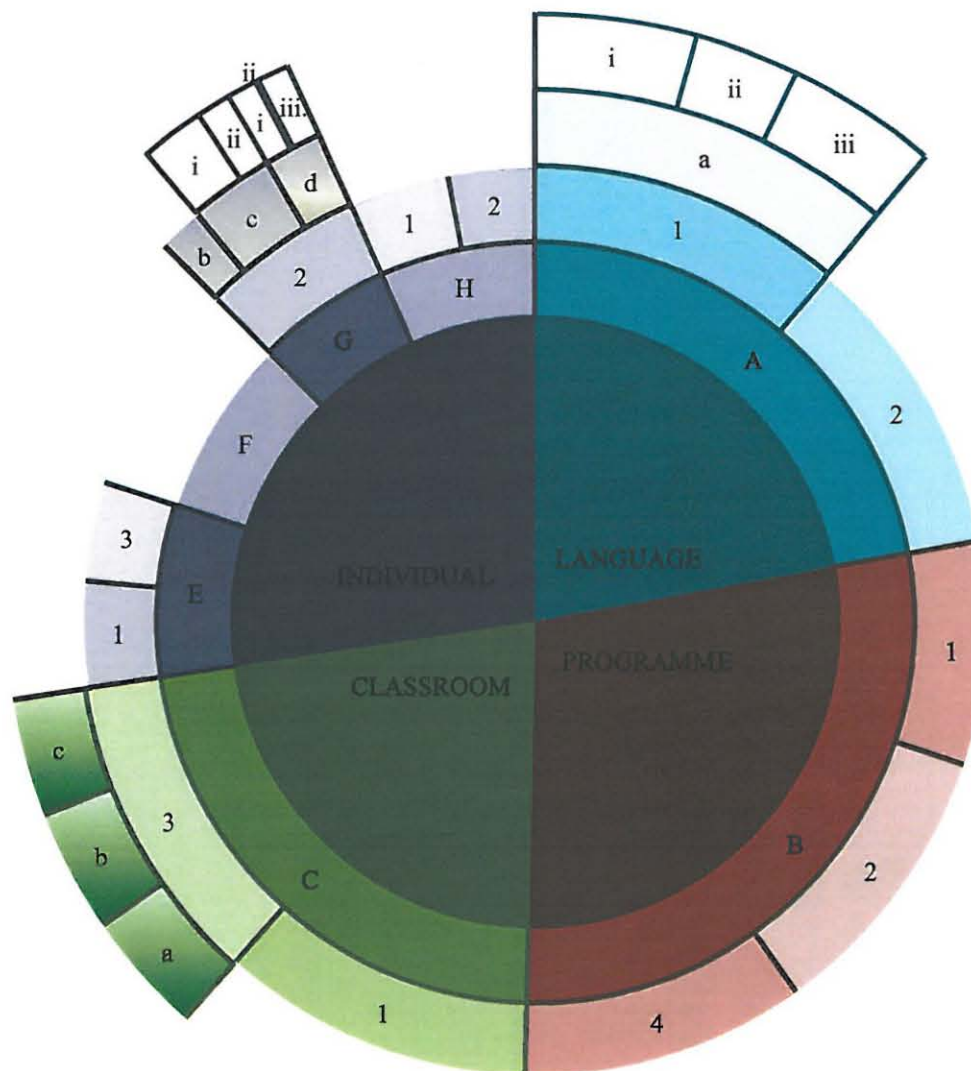 i
ii
iii
a
1
A
2
LANGUAGE
PROGRAMME
B
1
2
4
CLASSROOM
C
1
3
a
b
c
INDIVIDUAL
E
1
3
F
G
2
b
c
d
i
ii
i
ii
iii.
H
1
2